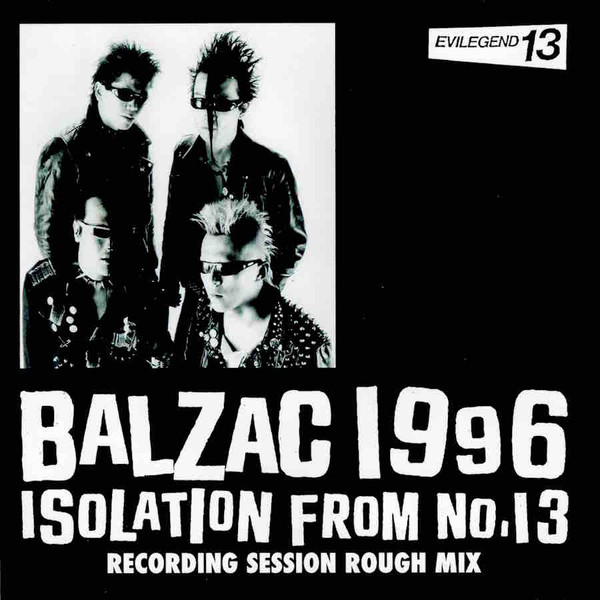 EVILEGEND 13
BALZAC 1996
ISOLATION FROM NO.13
RECORDING SESSION ROUGH MIX